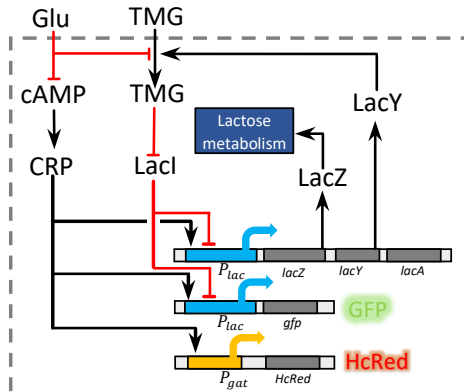 Glu TMG
cAMP TMG LacY
Lactose
metabolism
CRP LacI LacZ
P_lac lacZ lacY lacA
P_lac gfp GFP
P_gat HcRed HcRed